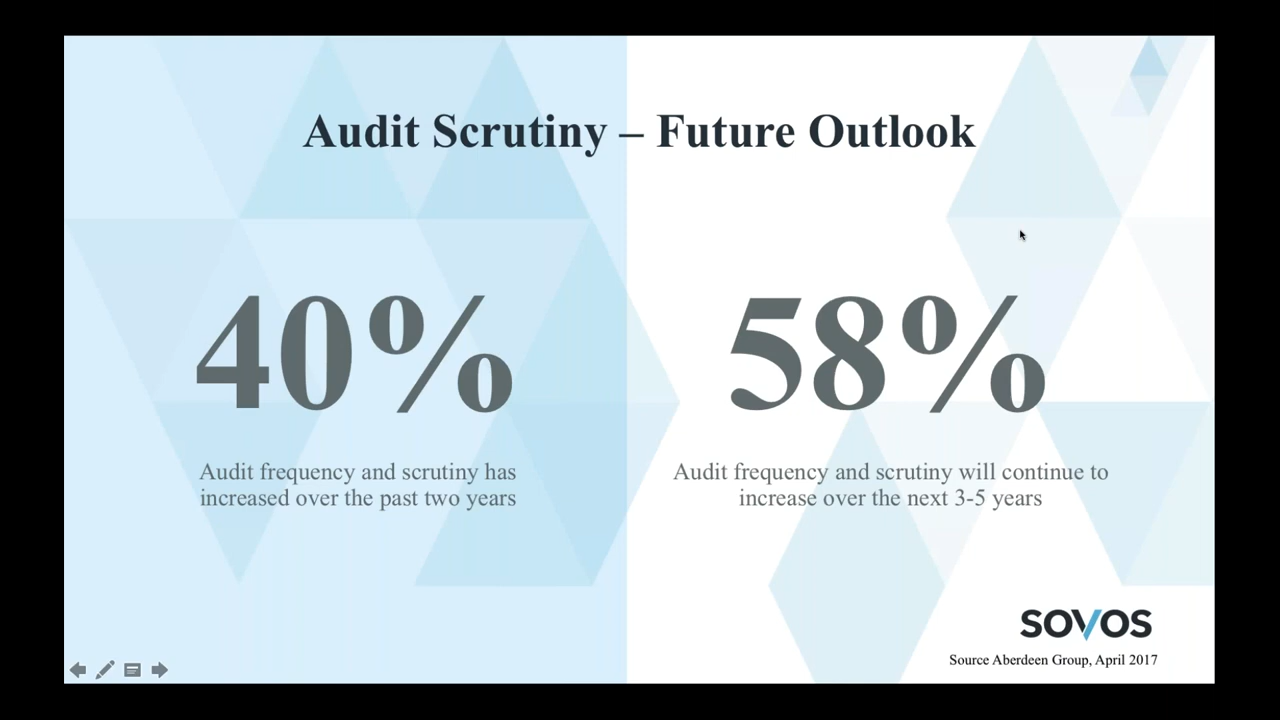 Audit Scrutiny – Future Outlook
40%
Audit frequency and scrutiny has
increased over the past two years
58%
Audit frequency and scrutiny will continue to
increase over the next 3-5 years
SOVOS
Source Aberdeen Group, April 2017